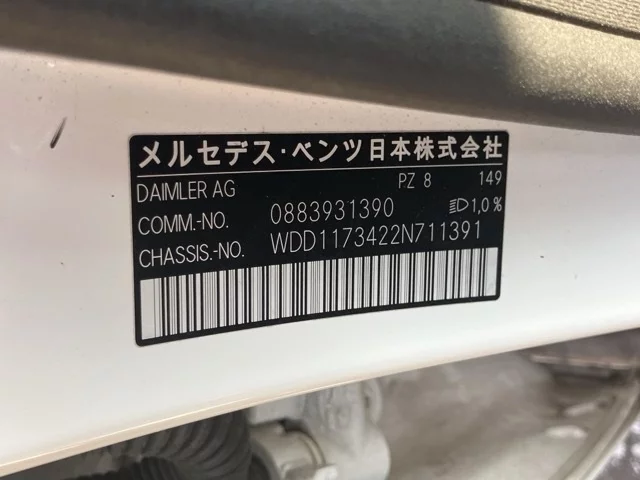 メルセデス・ベンツ日本株式会社
DAIMLER AG PZ 8 149
COMM.-NO. 0883931390 1,0%
CHASSIS.-NO. WDD1173422N711391